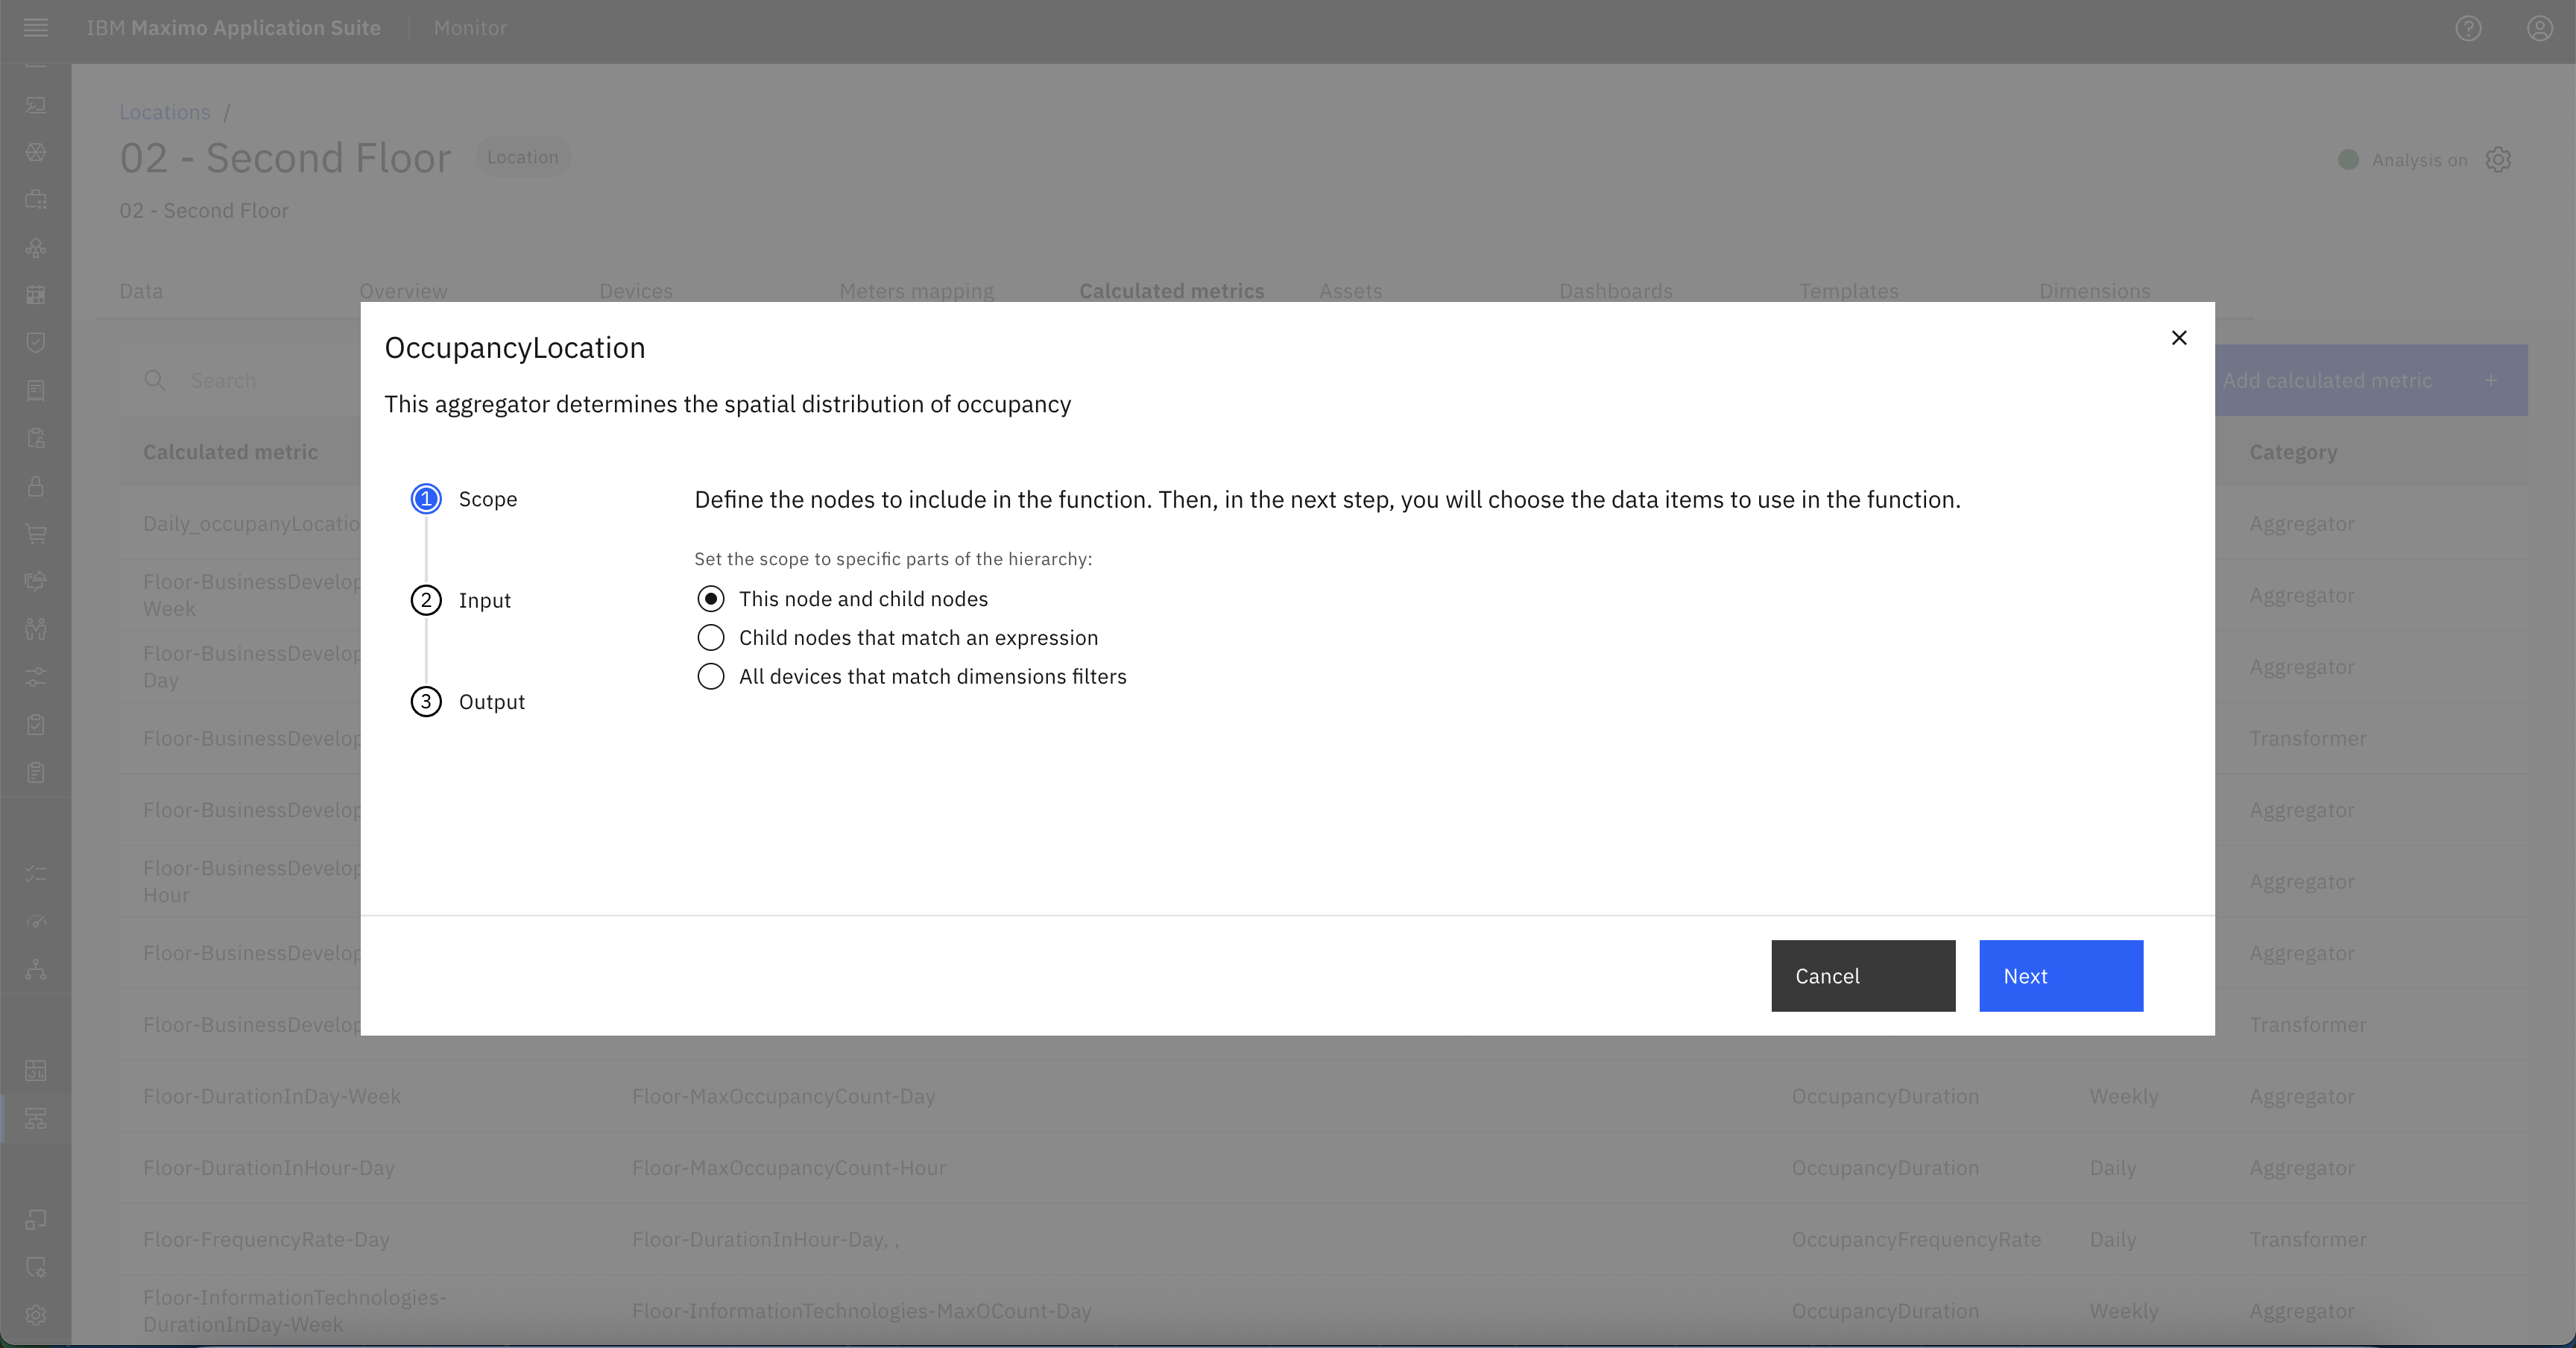 IBM Maximo Application Suite
Monitor
Locations /
02 - Second Floor
Location
Analysis on
02 - Second Floor
Data
Overview
Devices
Meters mapping
Calculated metrics
Assets
Dashboards
Templates
Dimensions
OccupancyLocation
This aggregator determines the spatial distribution of occupancy
1 Scope
2 Input
3 Output
Define the nodes to include in the function. Then, in the next step, you will choose the data items to use in the function.
Set the scope to specific parts of the hierarchy:
This node and child nodes
Child nodes that match an expression
All devices that match dimensions filters
Cancel
Next
Search
Add calculated metric +
Calculated metric
Category
Daily_occupanyLocatio
Aggregator
Floor-BusinessDevelop
Week
Aggregator
Floor-BusinessDevelop
Day
Aggregator
Floor-BusinessDevelop
Transformer
Floor-BusinessDevelop
Aggregator
Floor-BusinessDevelop
Hour
Aggregator
Floor-BusinessDevelop
Aggregator
Floor-BusinessDevelop
Transformer
Floor-DurationInDay-Week
Floor-MaxOccupancyCount-Day
OccupancyDuration
Weekly
Aggregator
Floor-DurationInHour-Day
Floor-MaxOccupancyCount-Hour
OccupancyDuration
Daily
Aggregator
Floor-FrequencyRate-Day
Floor-DurationInHour-Day, ,
OccupancyFrequencyRate
Daily
Transformer
Floor-InformationTechnologies-
DurationInDay-Week
Floor-InformationTechnologies-MaxOCount-Day
OccupancyDuration
Weekly
Aggregator